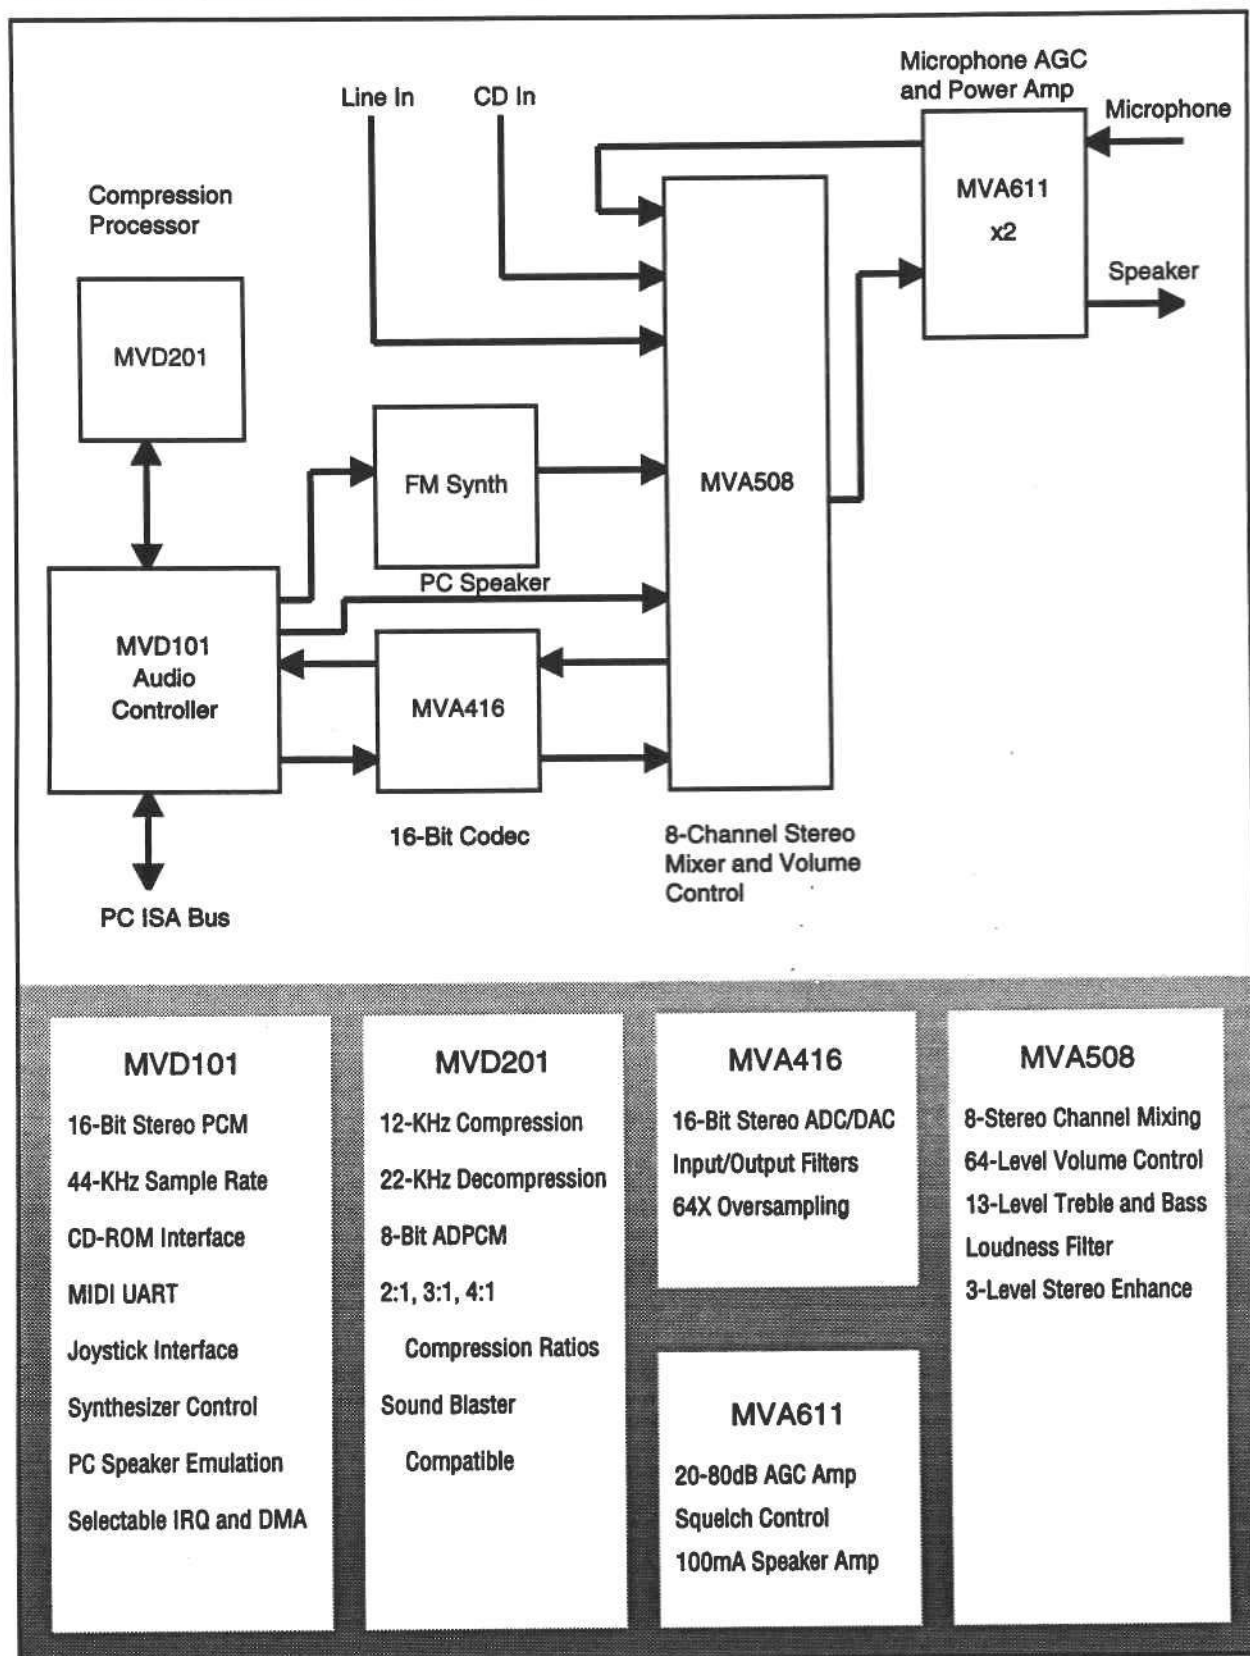 Microphone AGC
and Power Amp
Line In
CD In
Microphone
MVA611
x2
Speaker
Compression
Processor
MVD201
FM Synth
MVA508
PC Speaker
MVD101
Audio
Controller
MVA416
16-Bit Codec
8-Channel Stereo
Mixer and Volume
Control
PC ISA Bus
MVD101
16-Bit Stereo PCM
44-KHz Sample Rate
CD-ROM Interface
MIDI UART
Joystick Interface
Synthesizer Control
PC Speaker Emulation
Selectable IRQ and DMA
MVD201
12-KHz Compression
22-KHz Decompression
8-Bit ADPCM
2:1, 3:1, 4:1
Compression Ratios
Sound Blaster
Compatible
MVA416
16-Bit Stereo ADC/DAC
Input/Output Filters
64X Oversampling
MVA611
20-80dB AGC Amp
Squelch Control
100mA Speaker Amp
MVA508
8-Stereo Channel Mixing
64-Level Volume Control
13-Level Treble and Bass
Loudness Filter
3-Level Stereo Enhance